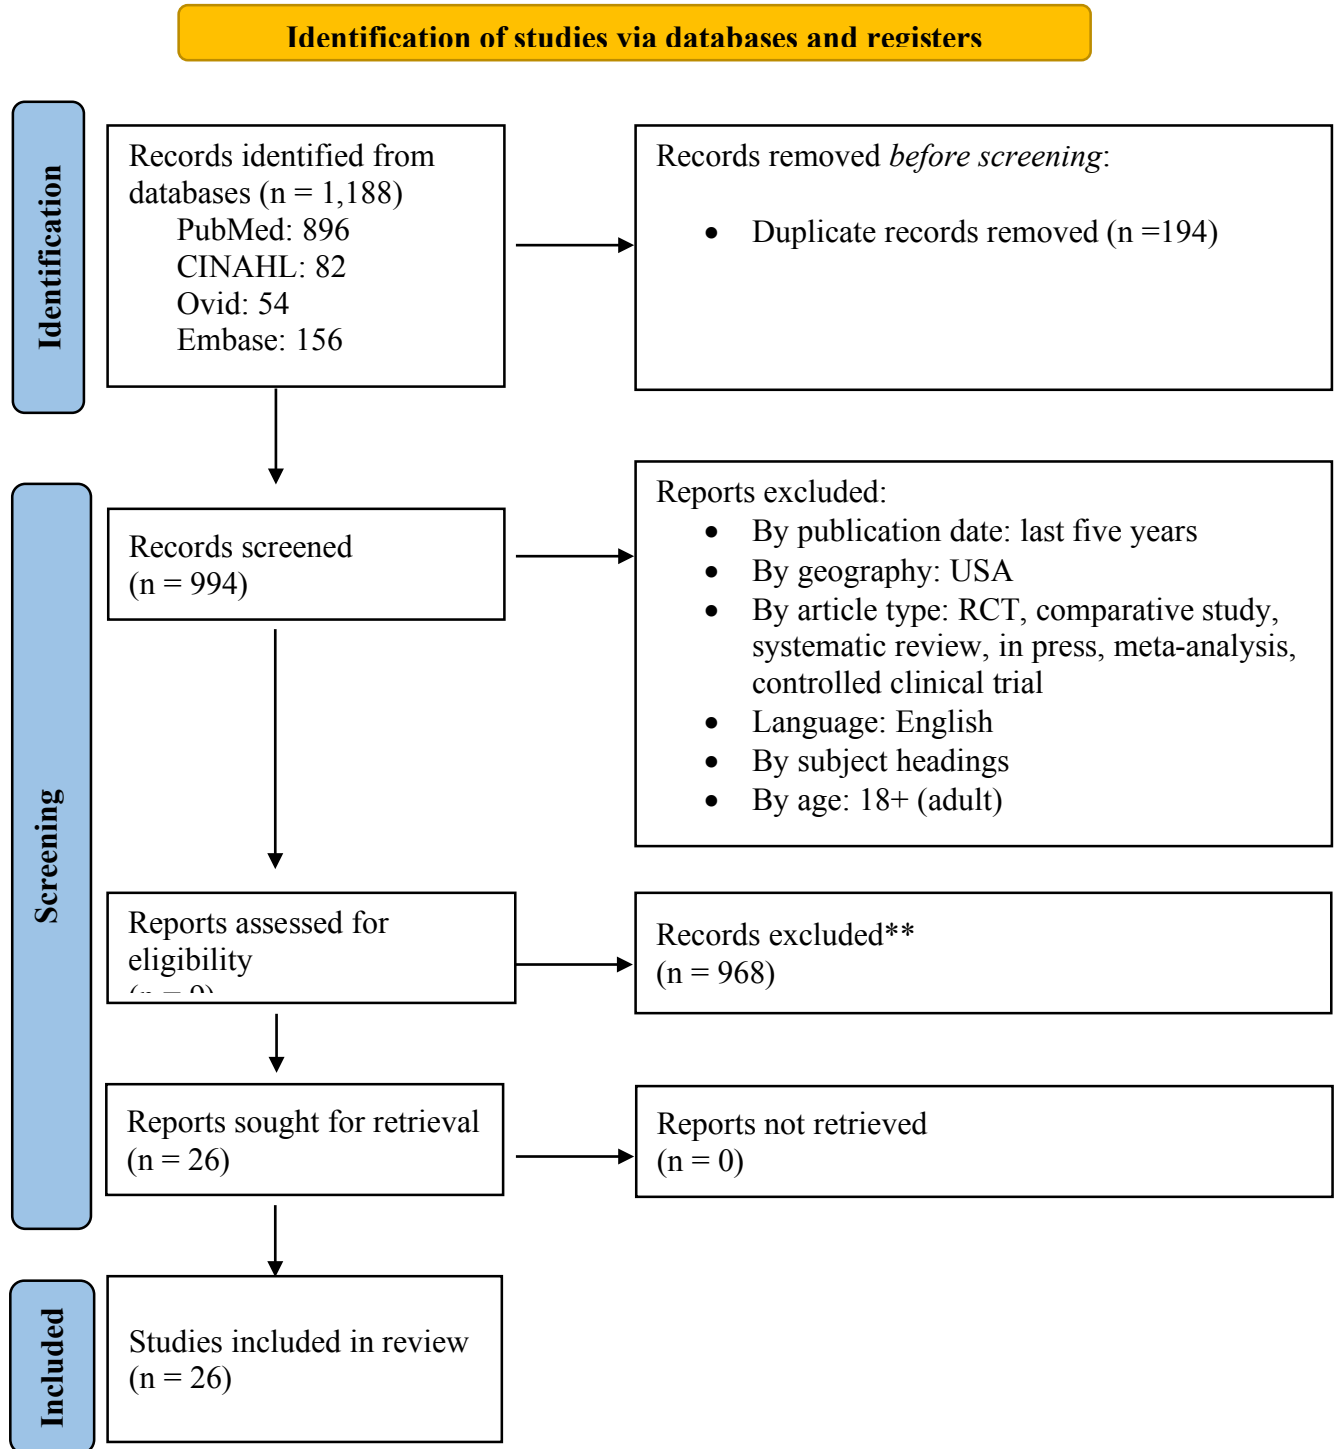 Identification of studies via databases and registers
Identification
Records identified from
databases (n = 1,188)
PubMed: 896
CINAHL: 82
Ovid: 54
Embase: 156
Records removed before screening:
• Duplicate records removed (n =194)
Screening
Records screened
(n = 994)
Reports excluded:
• By publication date: last five years
• By geography: USA
• By article type: RCT, comparative study,
systematic review, in press, meta-analysis,
controlled clinical trial
• Language: English
• By subject headings
• By age: 18+ (adult)
Reports assessed for
eligibility
Records excluded**
(n = 968)
Reports sought for retrieval
(n = 26)
Reports not retrieved
(n = 0)
Included
Studies included in review
(n = 26)